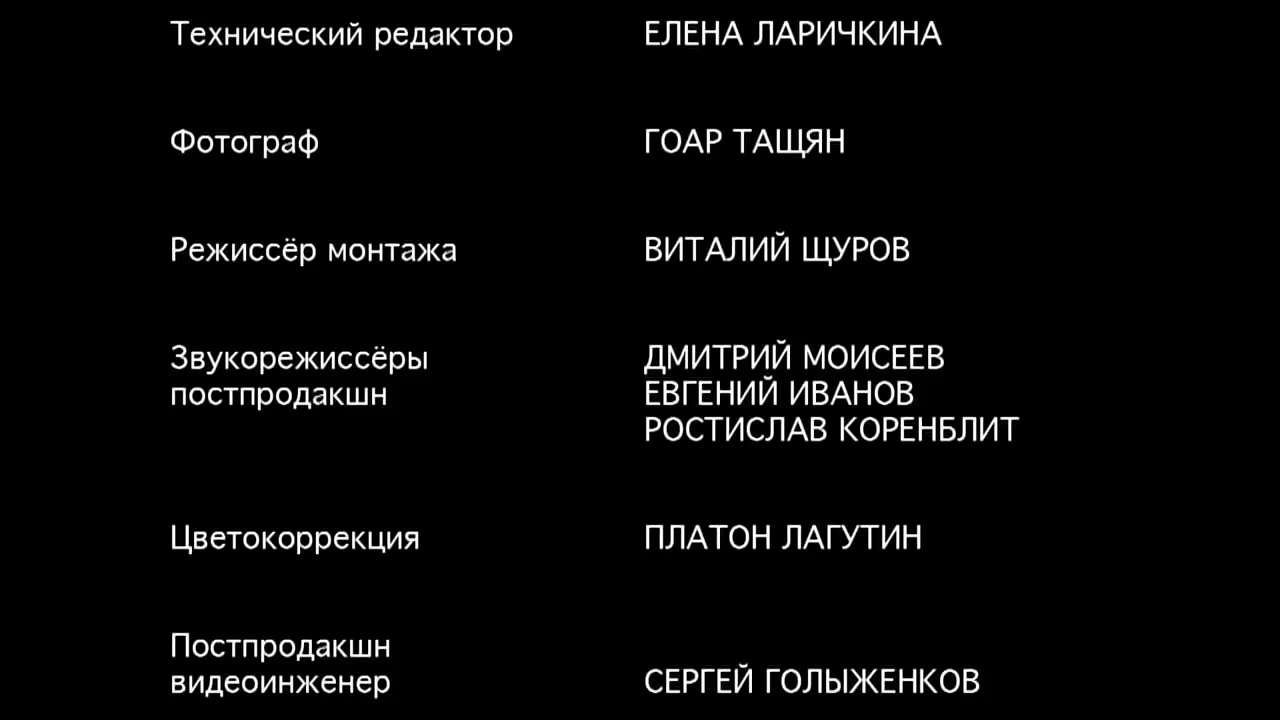 Технический редактор ЕЛЕНА ЛАРИЧКИНА
Фотограф ГОАР ТАЩЯН
Режиссёр монтажа ВИТАЛИЙ ЩУРОВ
Звукорежиссёры ДМИТРИЙ МОИСЕЕВ
постпродакшн ЕВГЕНИЙ ИВАНОВ
РОСТИСЛАВ КОРЕНБЛИТ
Цветокоррекция ПЛАТОН ЛАГУТИН
Постпродакшн
видеоинженер СЕРГЕЙ ГОЛЫЖЕНКОВ